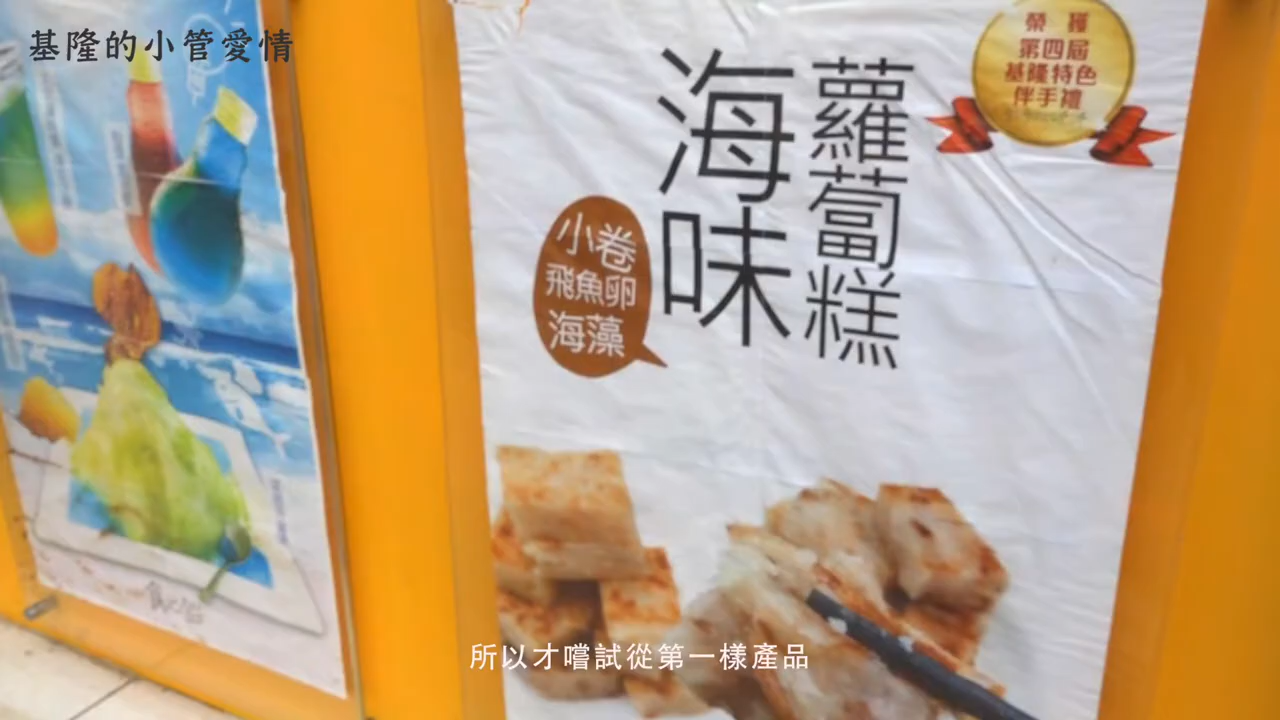 基隆的小管愛情
榮獲
第四屆
基隆特色
伴手禮
海味
蘿蔔糕
小卷
飛魚卵
海藻
所以才嚐試從第一樣產品